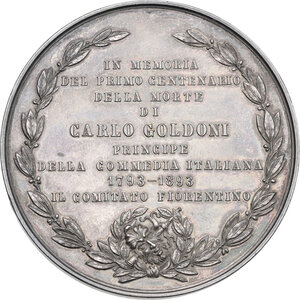 IN MEMORIA
DEL PRIMO CENTENARIO
DELLA MORTE
DI
CARLO GOLDONI
PRINCIPE
DELLA COMMEDIA ITALIANA
1793-1893
IL COMITATO FIORENTINO